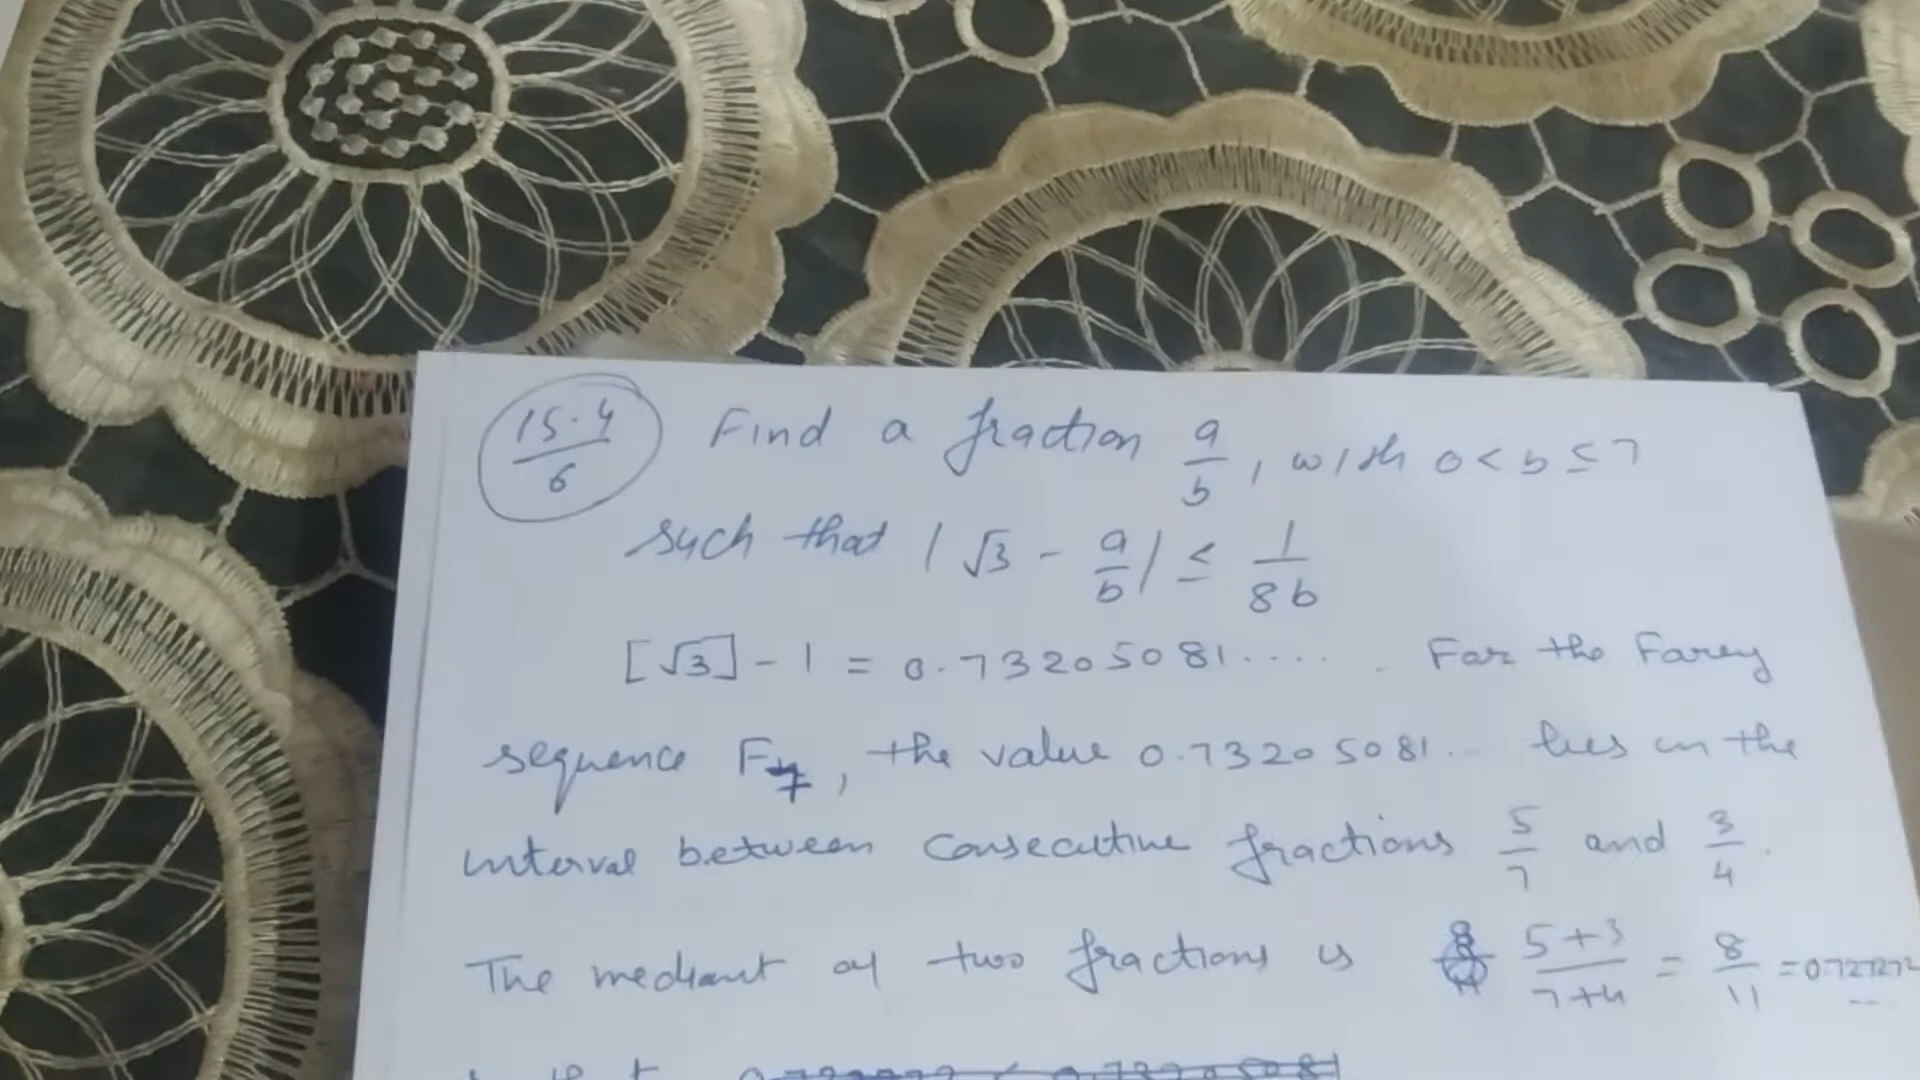 15.4/6 Find a fraction a/b, with 0<b≤7
such that |√3 - a/b| ≤ 1/8b
[√3] - 1 = 0.73205081..... For the Farey
sequence F7, the value 0.73205081.. lies in the
interval between consecutive fractions 5/7 and 3/4.
The mediant of two fractions is 5+3/7+4 = 8/11 = 0.727272